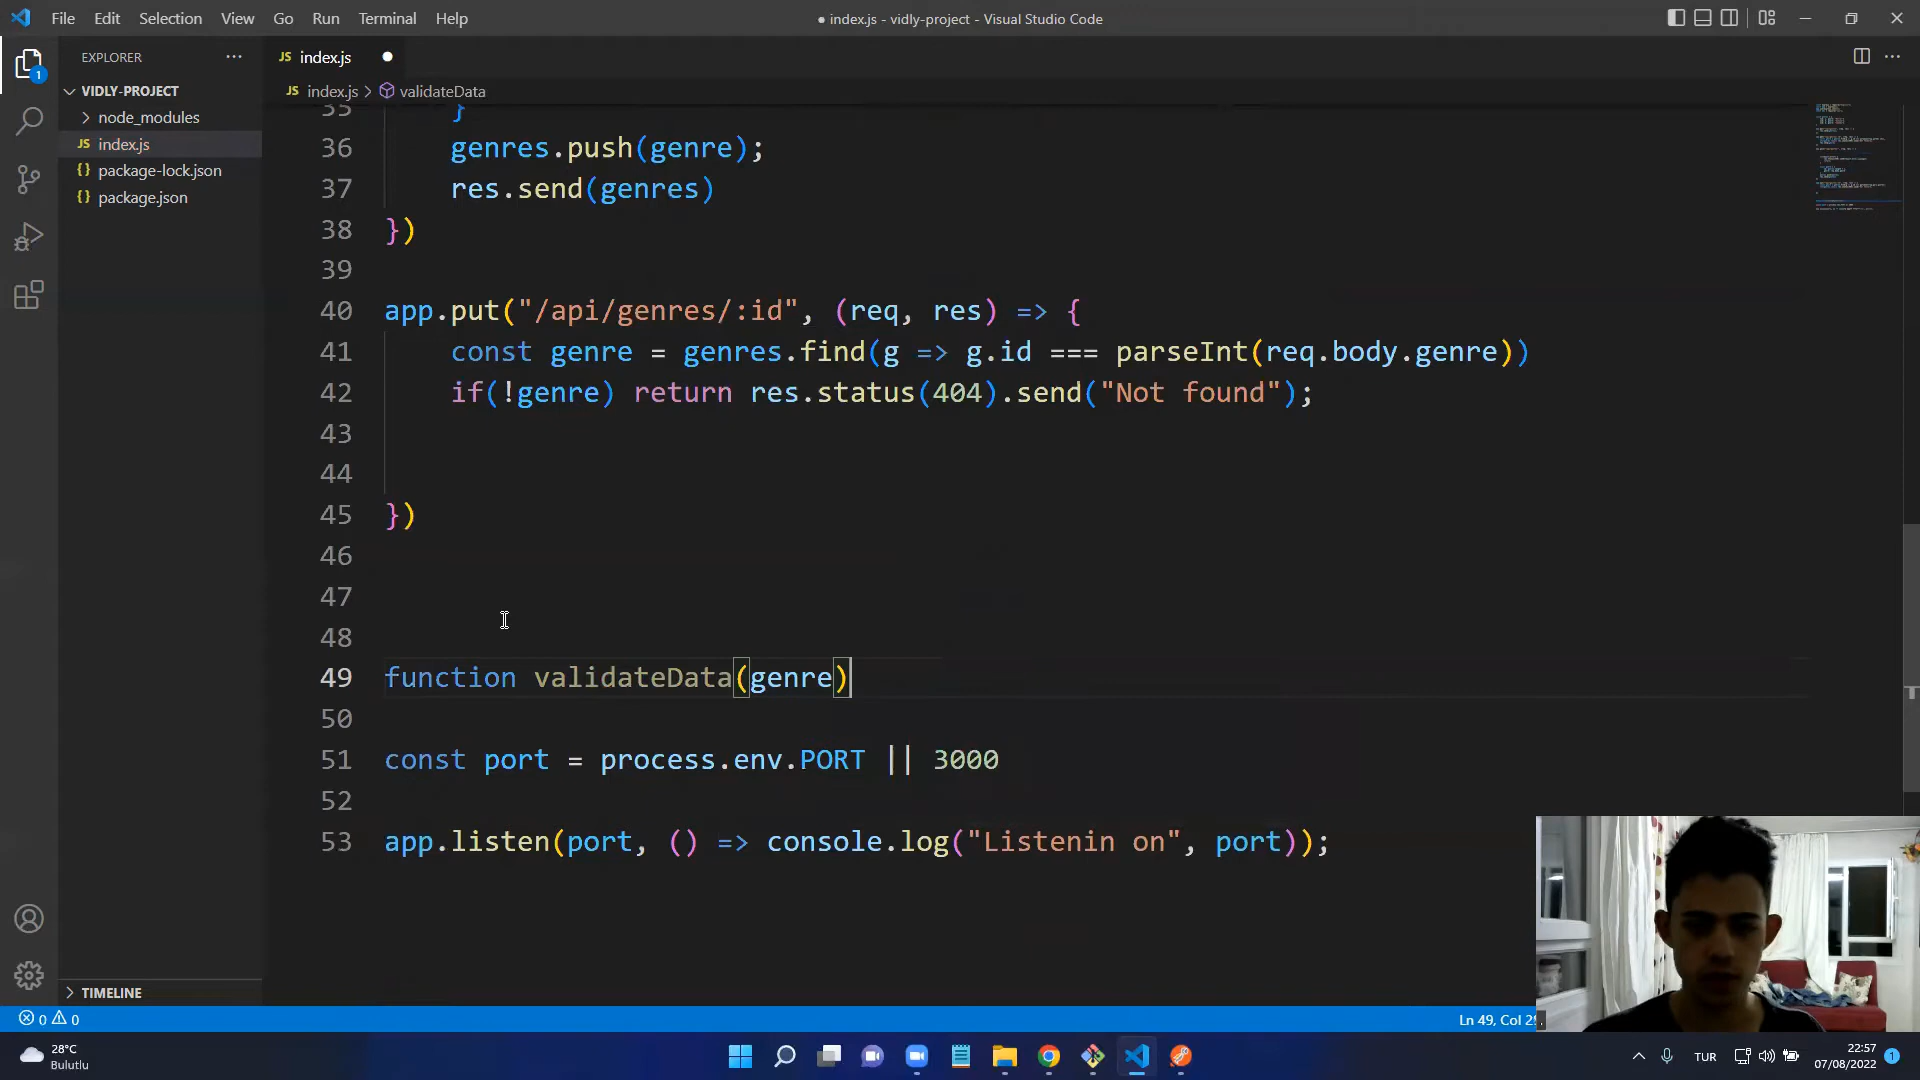 File Edit Selection View Go Run Terminal Help
● index.js - vidly-project - Visual Studio Code
EXPLORER
VIDLY-PROJECT
node_modules
JS index.js
{} package-lock.json
{} package.json
TIMELINE
1
JS index.js
JS index.js > validateData
35 }
36 genres.push(genre);
37 res.send(genres)
38 })
39
40 app.put("/api/genres/:id", (req, res) => {
41 const genre = genres.find(g => g.id === parseInt(req.body.genre))
42 if(!genre) return res.status(404).send("Not found");
43
44
45 })
46
47
48
49 function validateData(genre)
50
51 const port = process.env.PORT || 3000
52
53 app.listen(port, () => console.log("Listenin on", port));
0 0
Ln 49, Col 29
28°C
Bulutlu
TUR
22:57
07/08/2022
1